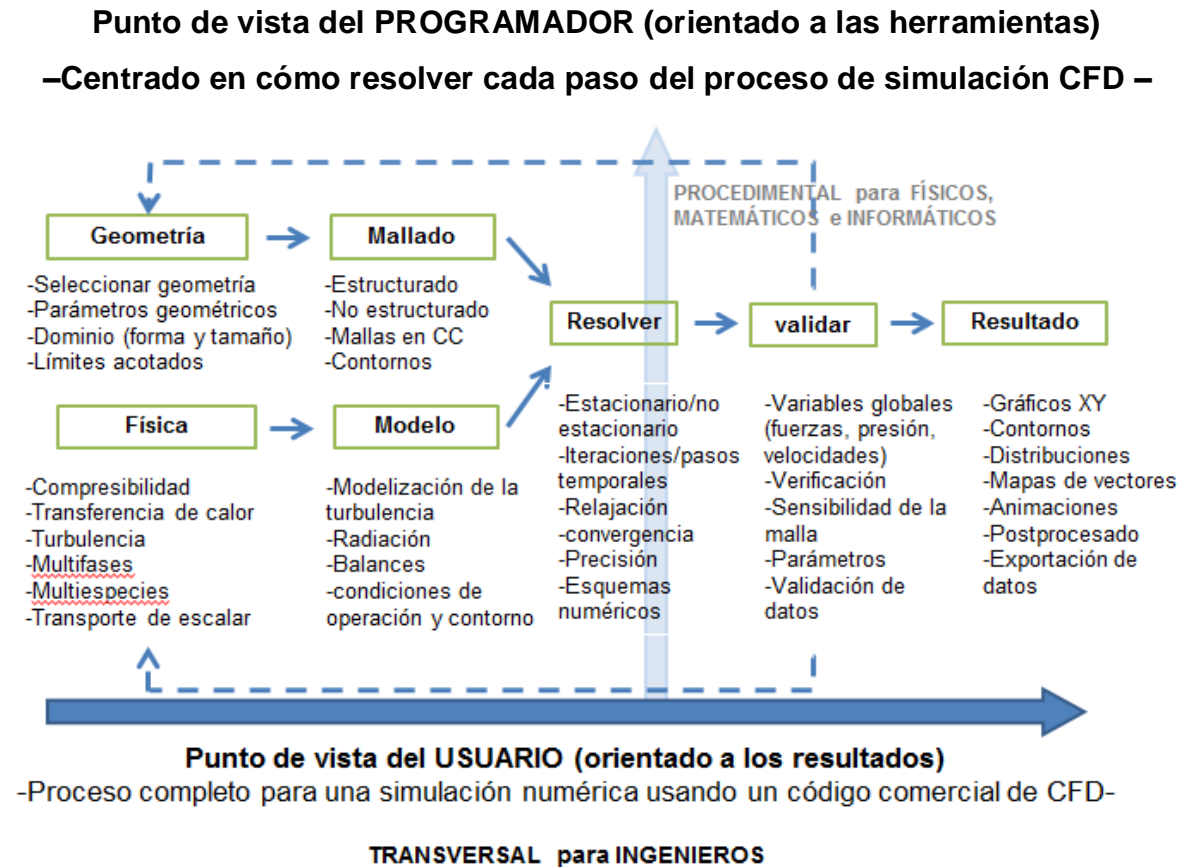 Punto de vista del PROGRAMADOR (orientado a las herramientas)
–Centrado en cómo resolver cada paso del proceso de simulación CFD –
PROCEDIMENTAL para FÍSICOS,
MATEMÁTICOS e INFORMÁTICOS
Geometría
-Seleccionar geometría
-Parámetros geométricos
-Dominio (forma y tamaño)
-Límites acotados
Mallado
-Estructurado
-No estructurado
-Mallas en CC
-Contornos
Física
-Compresibilidad
-Transferencia de calor
-Turbulencia
-Multifases
-Multiespecies
-Transporte de escalar
Modelo
-Modelización de la
turbulencia
-Radiación
-Balances
-condiciones de
operación y contorno
Resolver
-Estacionario/no
estacionario
-Iteraciones/pasos
temporales
-Relajación
-convergencia
-Precisión
-Esquemas
numéricos
validar
-Variables globales
(fuerzas, presión,
velocidades)
-Verificación
-Sensibilidad de la
malla
-Parámetros
-Validación de
datos
Resultado
-Gráficos XY
-Contornos
-Distribuciones
-Mapas de vectores
-Animaciones
-Postprocesado
-Exportación de
datos
Punto de vista del USUARIO (orientado a los resultados)
-Proceso completo para una simulación numérica usando un código comercial de CFD-
TRANSVERSAL para INGENIEROS